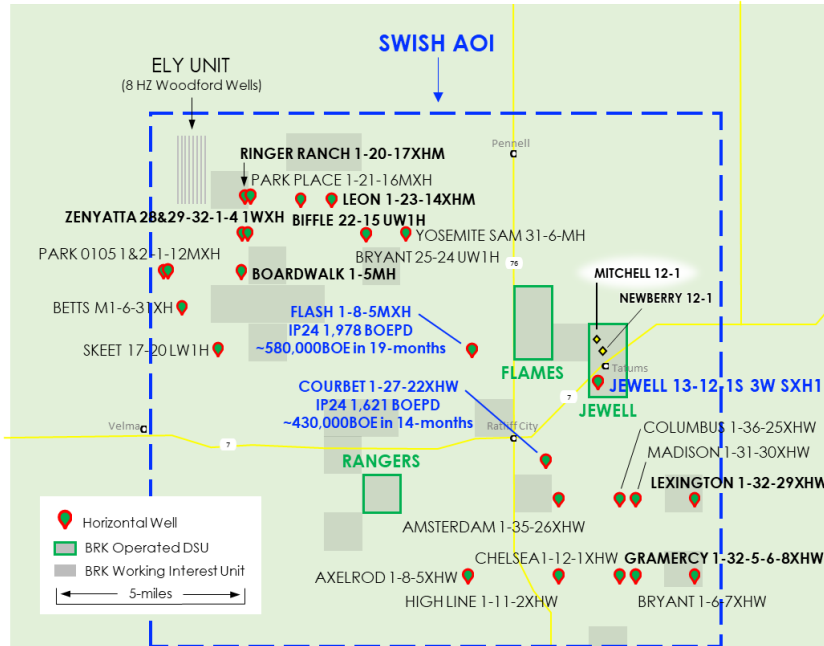 SWISH AOI
ELY UNIT
(8 HZ Woodford Wells)
Pennell
RINGER RANCH 1-20-17XHM
PARK PLACE 1-21-16MXH
LEON 1-23-14XHM
ZENYATTA 28&29-32-1-4 1WXH
BIFFLE 22-15 UW1H
YOSEMITE SAM 31-6-MH
PARK 0105 1&2 -1-12MXH
BRYANT 25-24 UW1H
76
BOARDWALK 1-5MH
MITCHELL 12-1
NEWBERRY 12-1
BETTS M1-6-31XH
FLASH 1-8-5MXH
IP24 1,978 BOEPD
~580,000BOE in 19-months
SKEET 17-20 LW1H
FLAMES
Tatums
COURBET 1-27-22XHW
IP24 1,621 BOEPD
~430,000BOE in 14-months
JEWELL 13-12-1S 3W SXH1
7
JEWELL
Velma
7
Ratliff City
COLUMBUS 1-36-25XHW
MADISON 1-31-30XHW
RANGERS
LEXINGTON 1-32-29XHW
AMSTERDAM 1-35-26XHW
Horizontal Well
BRK Operated DSU
BRK Working Interest Unit
5-miles
CHELSEA 1-12-1XHW
GRAMERCY 1-32-5-6-8XHW
AXELROD 1-8-5XHW
HIGH LINE 1-11-2XHW
BRYANT 1-6-7XHW